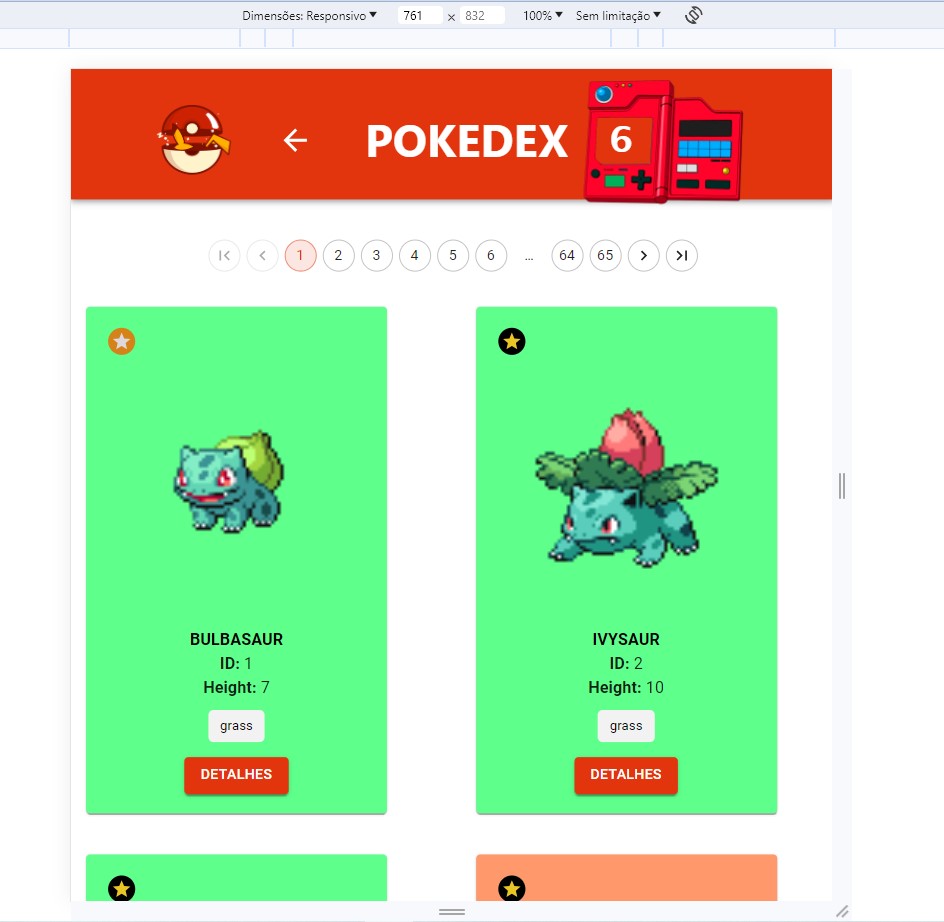 Dimensões: Responsivo 761 × 832 100% Sem limitação
POKEDEX 6
1 2 3 4 5 6 ... 64 65
BULBASAUR
ID: 1
Height: 7
grass
DETALHES
IVYSAUR
ID: 2
Height: 10
grass
DETALHES